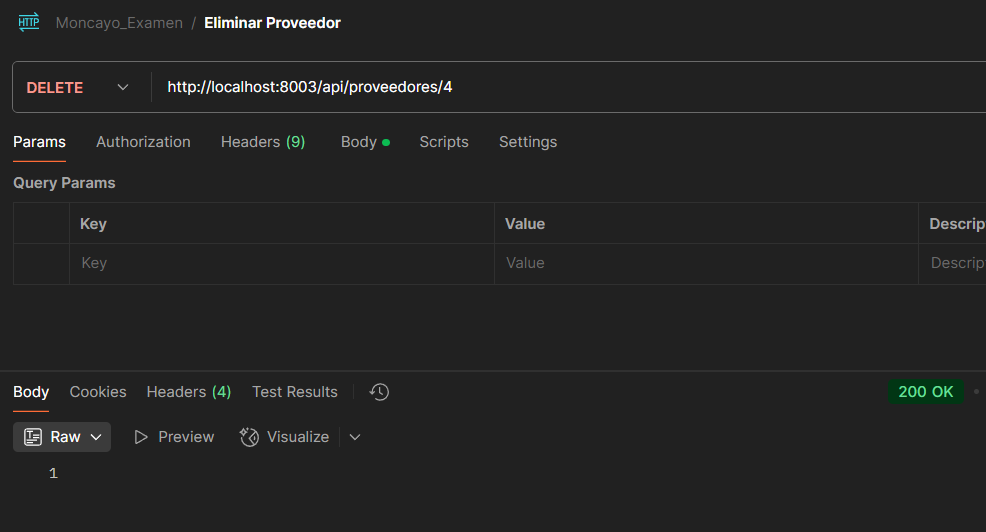 HTTP Moncayo_Examen / Eliminar Proveedor
DELETE http://localhost:8003/api/proveedores/4
Params Authorization Headers (9) Body Scripts Settings
Query Params
Key Value Descrip
Key Value Descrip
Body Cookies Headers (4) Test Results 200 OK
Raw Preview Visualize
1